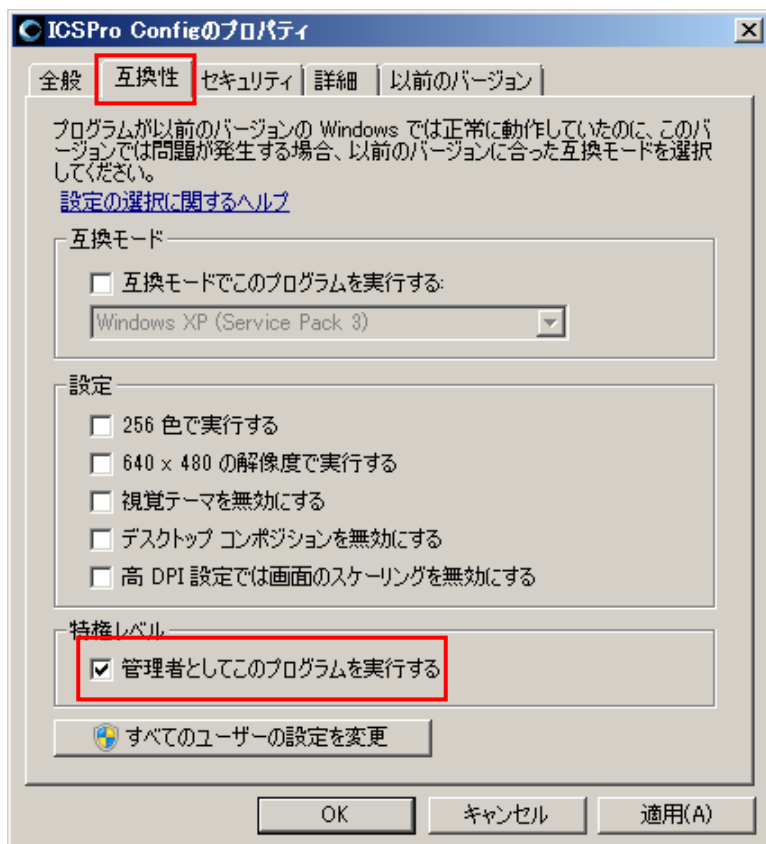 ICSPro Configのプロパティ
全般 互換性 セキュリティ 詳細 以前のバージョン
プログラムが以前のバージョンの Windows では正常に動作していたのに、このバ
ージョンでは問題が発生する場合、以前のバージョンに合った互換モードを選択
してください。
設定の選択に関するヘルプ
互換モード
互換モードでこのプログラムを実行する:
Windows XP (Service Pack 3)
設定
256 色で実行する
640 x 480 の解像度で実行する
視覚テーマを無効にする
デスクトップ コンポジションを無効にする
高 DPI 設定では画面のスケーリングを無効にする
特権レベル
管理者としてこのプログラムを実行する
すべてのユーザーの設定を変更
OK キャンセル 適用(A)